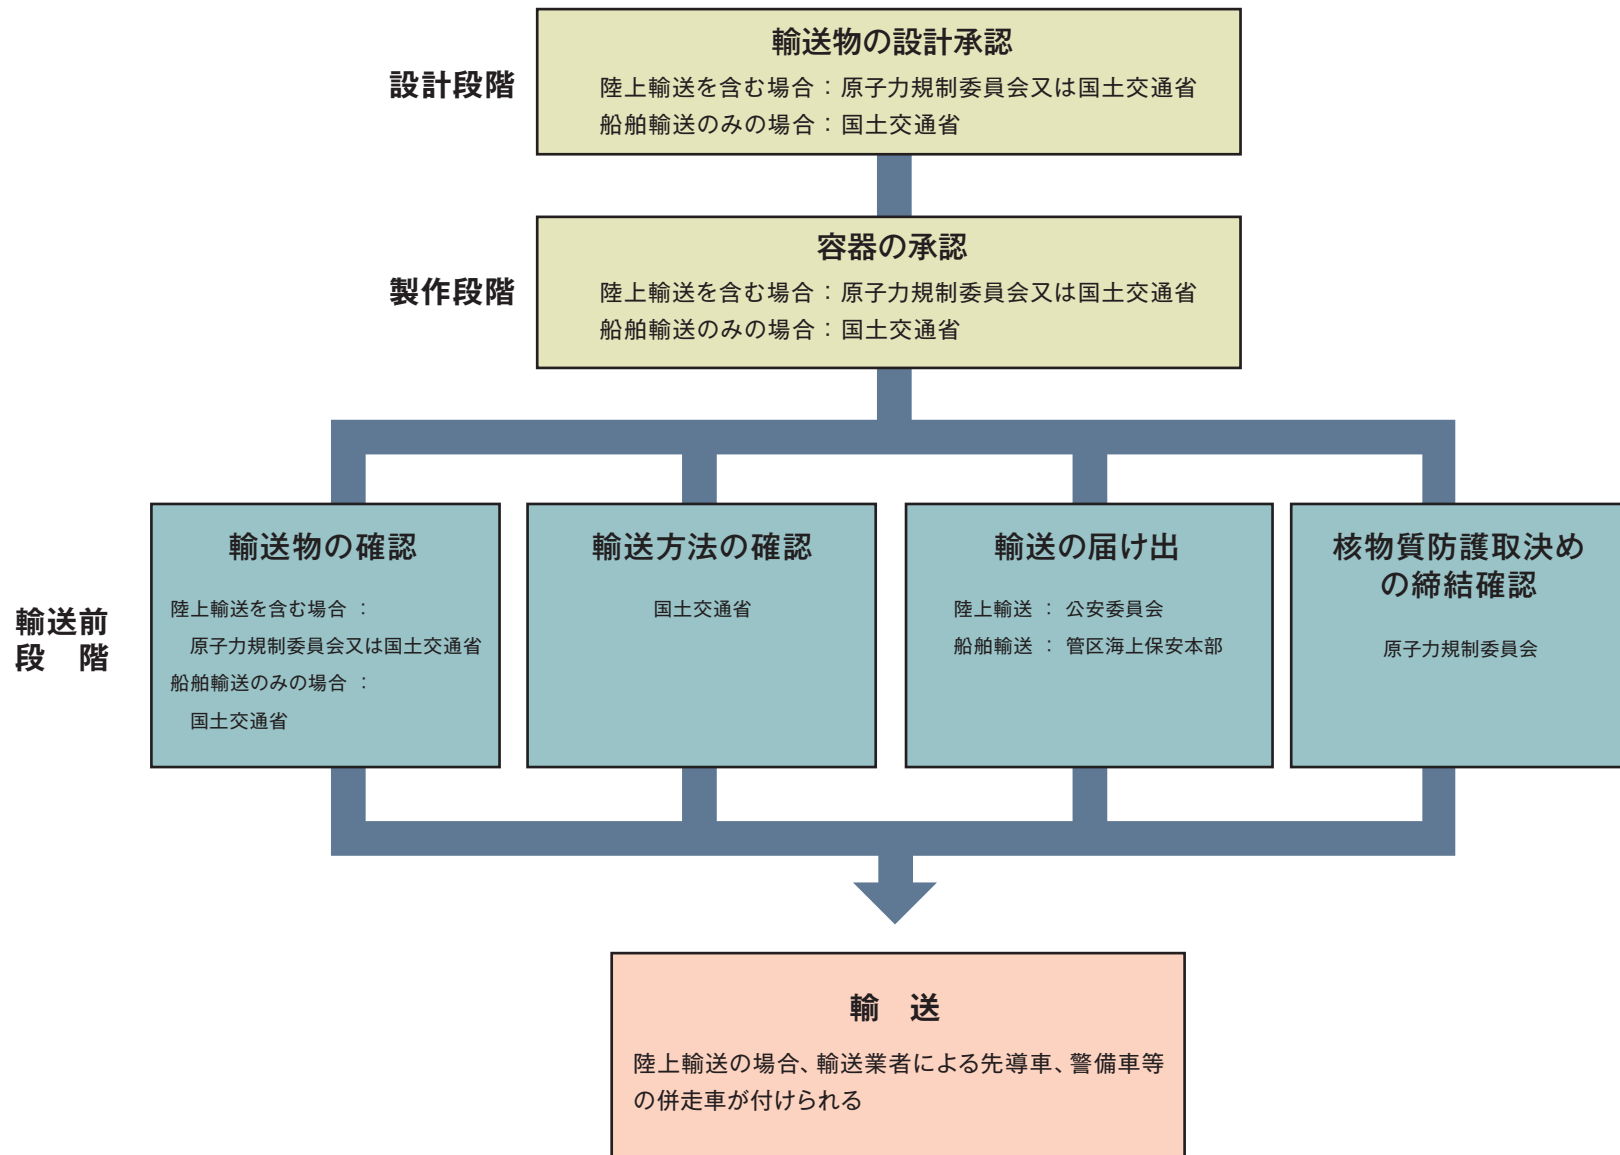 設計段階
輸送物の設計承認
陸上輸送を含む場合：原子力規制委員会又は国土交通省
船舶輸送のみの場合：国土交通省
製作段階
容器の承認
陸上輸送を含む場合：原子力規制委員会又は国土交通省
船舶輸送のみの場合：国土交通省
輸送前
段　階
輸送物の確認
陸上輸送を含む場合：
原子力規制委員会又は国土交通省
船舶輸送のみの場合：
国土交通省
輸送方法の確認
国土交通省
輸送の届け出
陸上輸送：公安委員会
船舶輸送：管区海上保安本部
核物質防護取決め
の締結確認
原子力規制委員会
輸　送
陸上輸送の場合、輸送業者による先導車、警備車等
の併走車が付けられる